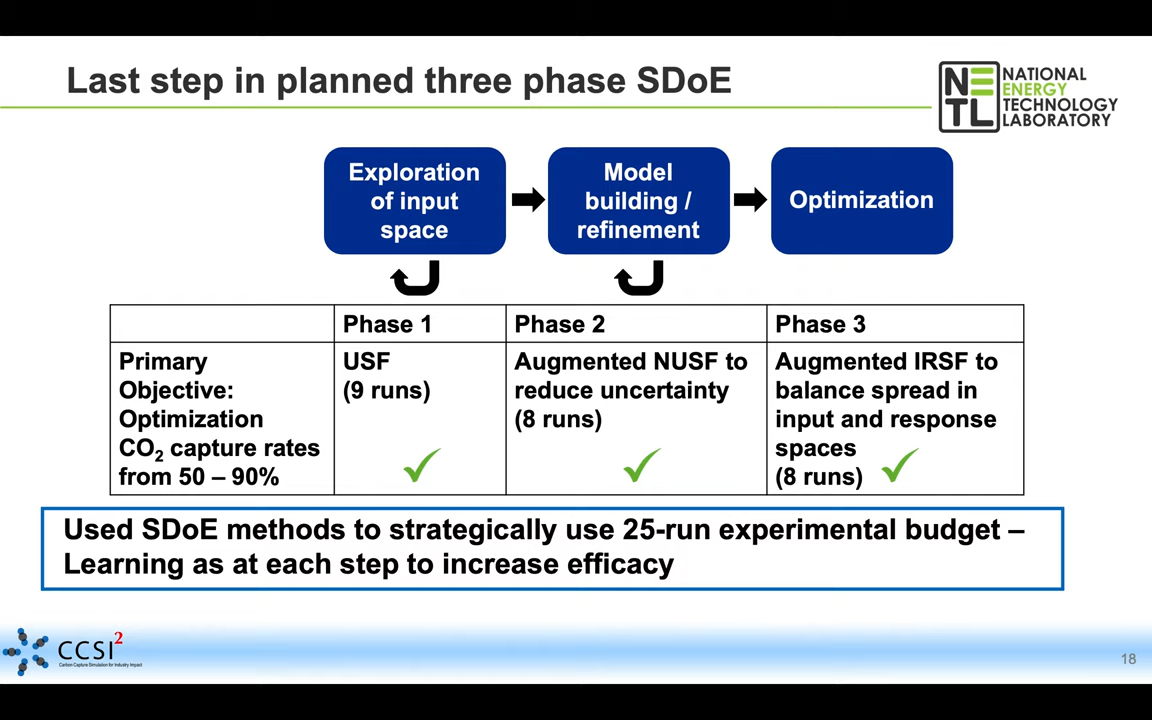 Last step in planned three phase SDoE
NATIONAL
ENERGY
TECHNOLOGY
LABORATORY
NE
TL
Exploration
of input
space
Model
building /
refinement
Optimization
Phase 1
Phase 2
Phase 3
Primary
Objective:
Optimization
CO₂ capture rates
from 50 – 90%
USF
(9 runs)
Augmented NUSF to
reduce uncertainty
(8 runs)
Augmented IRSF to
balance spread in
input and response
spaces
(8 runs)
Used SDoE methods to strategically use 25-run experimental budget –
Learning as at each step to increase efficacy
CCSI²
Carbon Capture Simulation for Industry Impact
18